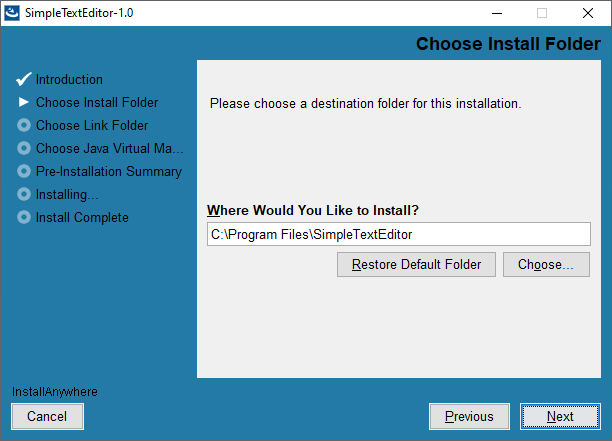 SimpleTextEditor-1.0
Choose Install Folder
Introduction
Choose Install Folder
Choose Link Folder
Choose Java Virtual Ma...
Pre-Installation Summary
Installing...
Install Complete
Please choose a destination folder for this installation.
Where Would You Like to Install?
C:\Program Files\SimpleTextEditor
Restore Default Folder
Choose...
InstallAnywhere
Cancel
Previous
Next